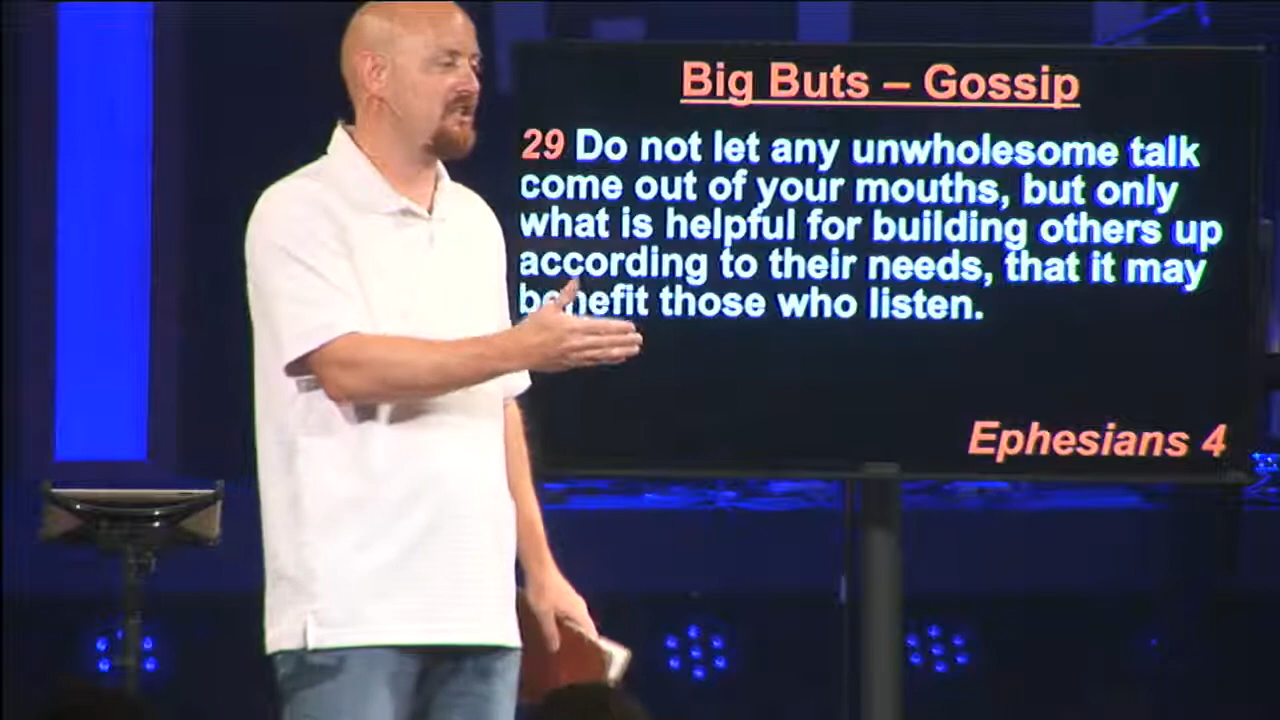 Big Buts – Gossip
29 Do not let any unwholesome talk
come out of your mouths, but only
what is helpful for building others up
according to their needs, that it may
benefit those who listen.
Ephesians 4